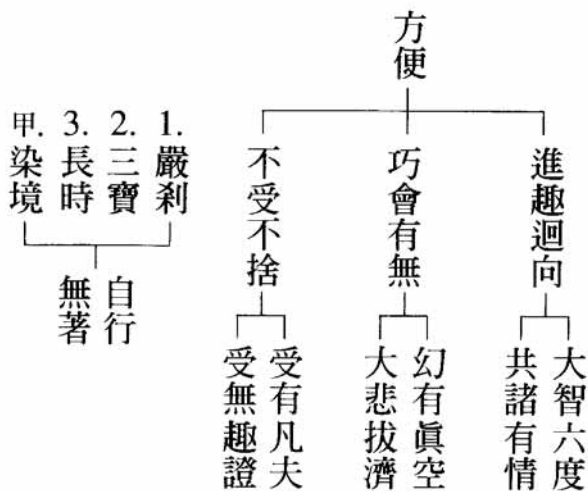 方便
進趣迴向
大智六度
共諸有情
巧會有無
幻有眞空
大悲拔濟
不受不捨
受有凡夫
受無趣證
1. 嚴刹
2. 三寶
3. 長時
甲. 染境
自行
無著